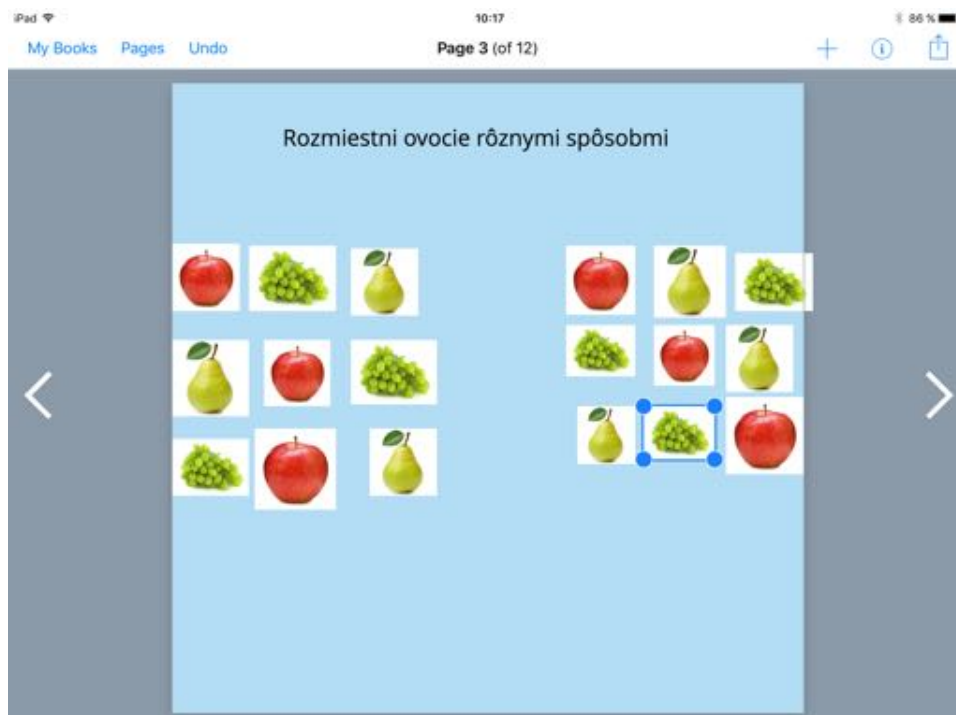 iPad 10:17 86 %
My Books Pages Undo Page 3 (of 12)
Rozmiestni ovocie rôznymi spôsobmi